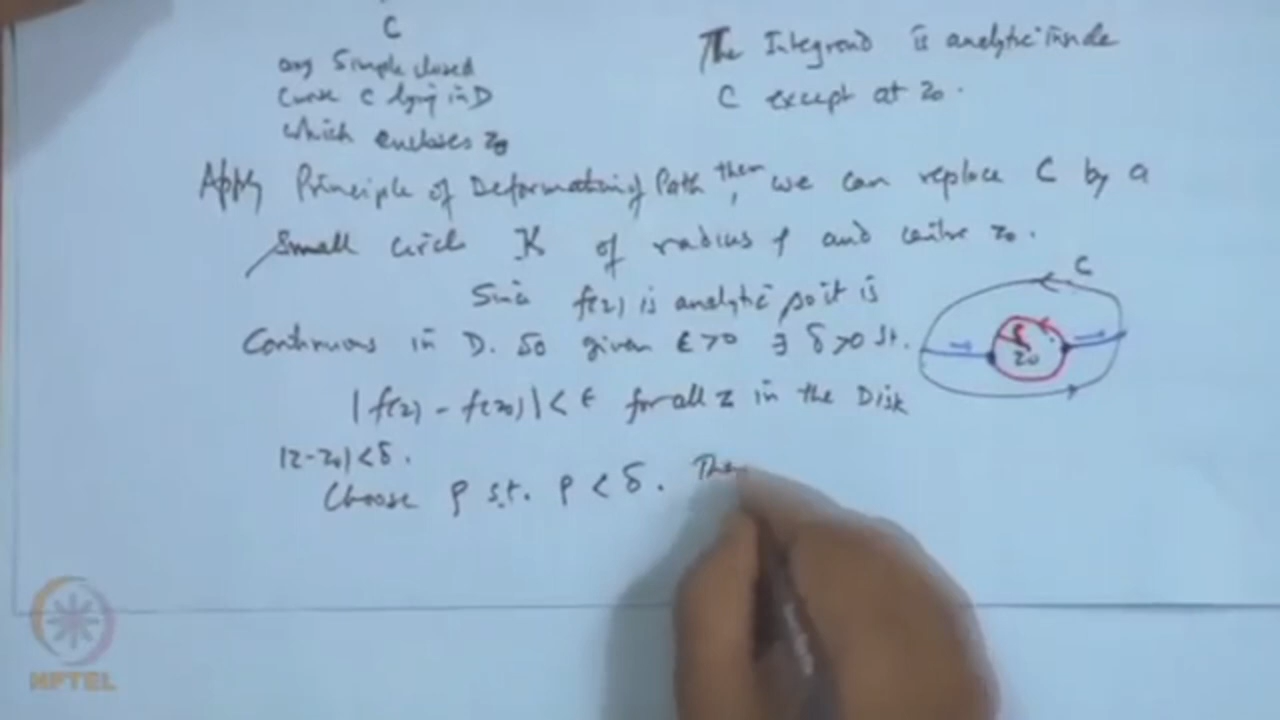 C
any Simple closed
Curve C lying in D
which encloses z0
The Integrand is analytic inside
C except at z0.
Apply Principle of Deformation of Path, then we can replace C by a
small circle K of radius ρ and centre z0.
Since f(z) is analytic so it is
Continuous in D. So given ε>0 ∃ δ>0 st.
|f(z) - f(z0)| < ε for all z in the Disk
|z-z0| < δ.
Choose ρ s.t. ρ < δ. The
C
z0
NPTEL